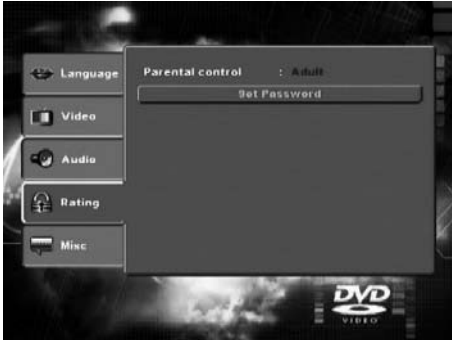 Language
Parental control : Adult
Set Password
Video
Audio
Rating
Misc
DVD
VIDEO